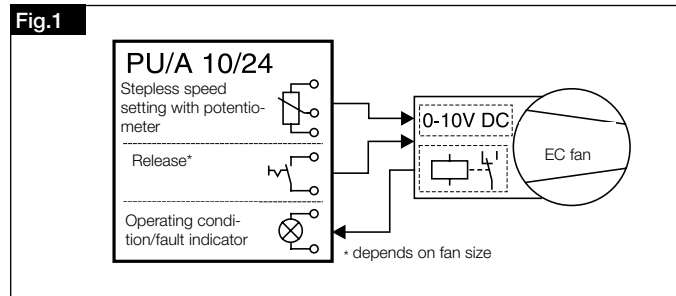 Fig.1
PU/A 10/24
Stepless speed
setting with potentio-
meter
Release*
Operating condi-
tion/fault indicator
0-10V DC
EC fan
* depends on fan size